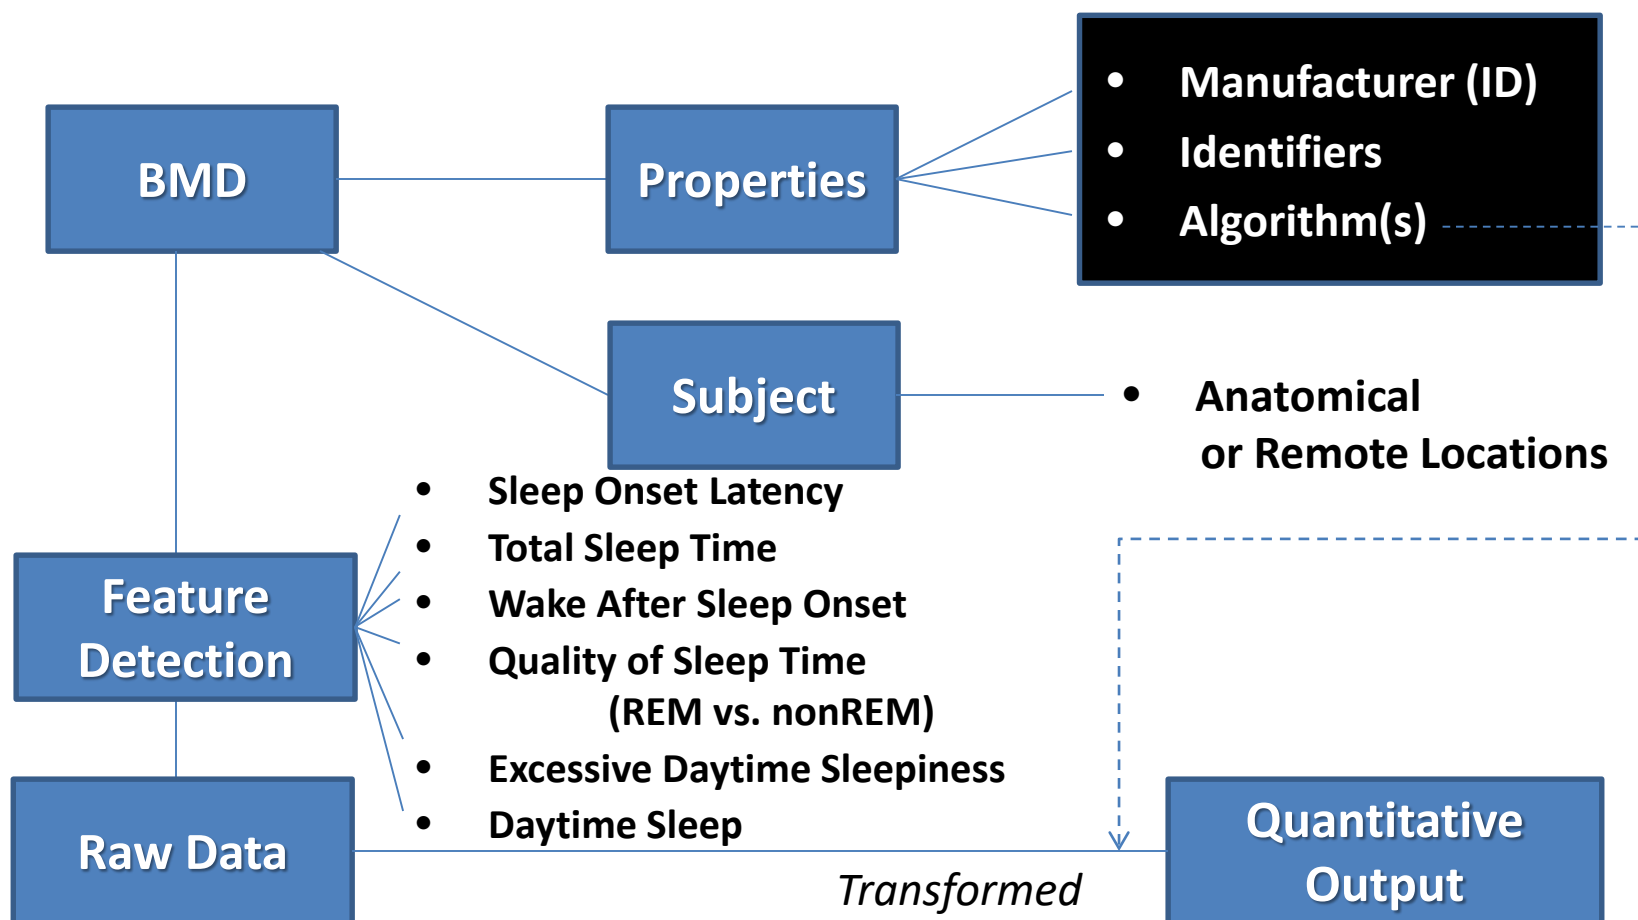 BMD
Properties
• Manufacturer (ID)
• Identifiers
• Algorithm(s)
Subject
• Anatomical
or Remote Locations
Feature
Detection
• Sleep Onset Latency
• Total Sleep Time
• Wake After Sleep Onset
• Quality of Sleep Time
(REM vs. nonREM)
• Excessive Daytime Sleepiness
• Daytime Sleep
Raw Data
Transformed
Quantitative
Output